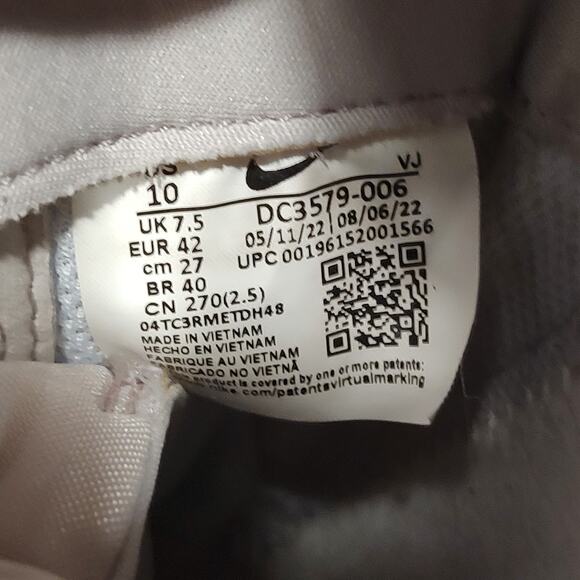 US
10
UK 7.5
EUR 42
cm 27
BR 40
CN 270(2.5)
04TC3RMETDH48
MADE IN VIETNAM
HECHO EN VIETNAM
FABRIQUE AU VIETNAM
FABRICADO NO VIETNÃ
VJ
DC3579-006
05/11/22 08/06/22
UPC 00196152001566
product is covered by one or more patents:
nike.com/patentsvirtualmarking